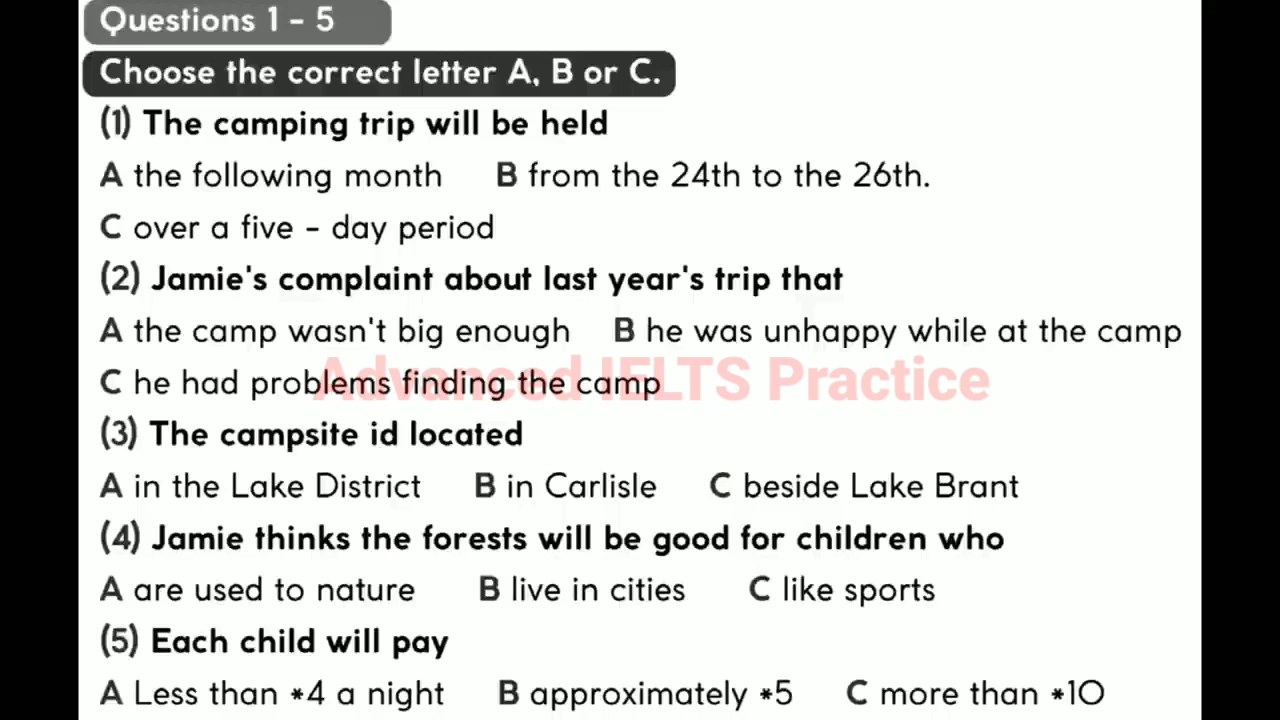 Questions 1 - 5
Choose the correct letter A, B or C.
(1) The camping trip will be held
A the following month B from the 24th to the 26th.
C over a five - day period
(2) Jamie's complaint about last year's trip that
A the camp wasn't big enough B he was unhappy while at the camp
Advanced IELTS Practice
C he had problems finding the camp
(3) The campsite id located
A in the Lake District B in Carlisle C beside Lake Brant
(4) Jamie thinks the forests will be good for children who
A are used to nature B live in cities C like sports
(5) Each child will pay
A Less than *4 a night B approximately *5 C more than *10